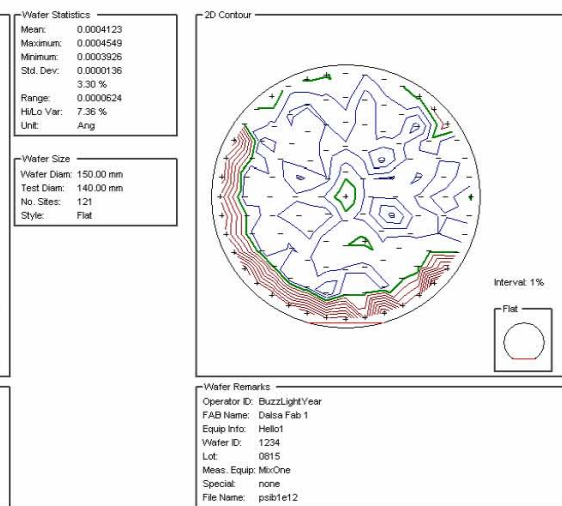 Wafer Statistics
Mean: 0.0004123
Maximum: 0.0004549
Minimum: 0.0003926
Std. Dev: 0.0000136
3.30 %
Range: 0.0000624
Hi/Lo Var: 7.36 %
Unit: Ang
Wafer Size
Wafer Diam: 150.00 mm
Test Diam: 140.00 mm
No. Sites: 121
Style: Flat
2D Contour
Interval: 1%
Flat
Wafer Remarks
Operator ID: BuzzLightYear
FAB Name: Dalsa Fab 1
Equip Info: Hello1
Wafer ID: 1234
Lot: 0815
Meas. Equip: MixOne
Special: none
File Name: psib1e12